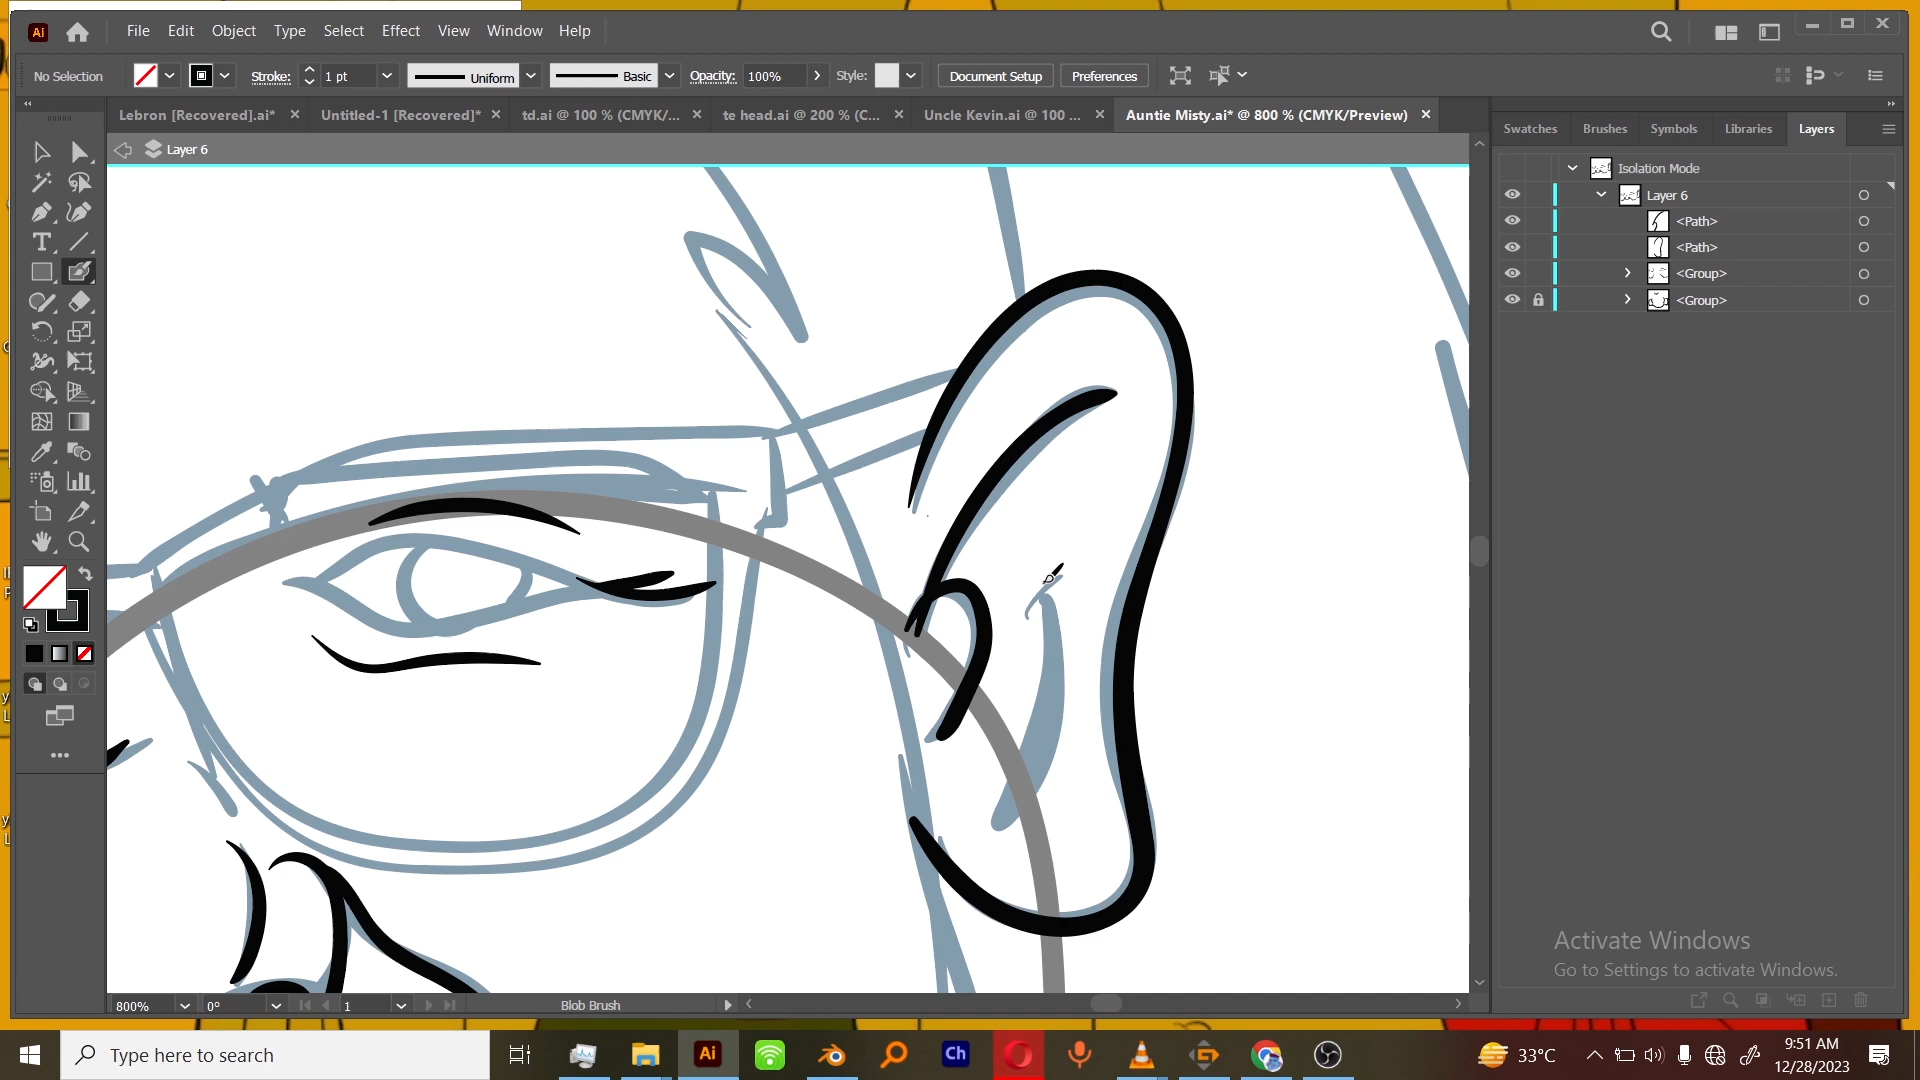 Ai File Edit Object Type Select Effect View Window Help
No Selection Stroke: 1 pt Uniform Basic Opacity: 100% Style: Document Setup Preferences
Lebron [Recovered].ai* Untitled-1 [Recovered]* td.ai @ 100 % (CMYK/... te head.ai @ 200 % (C... Uncle Kevin.ai @ 100 ... Auntie Misty.ai* @ 800 % (CMYK/Preview)
Swatches Brushes Symbols Libraries Layers
Layer 6
Isolation Mode
Layer 6
<Path>
<Path>
<Group>
<Group>
Activate Windows
Go to Settings to activate Windows.
800% 0° 1 Blob Brush
Type here to search Ai Ch 33°C 9:51 AM
12/28/2023